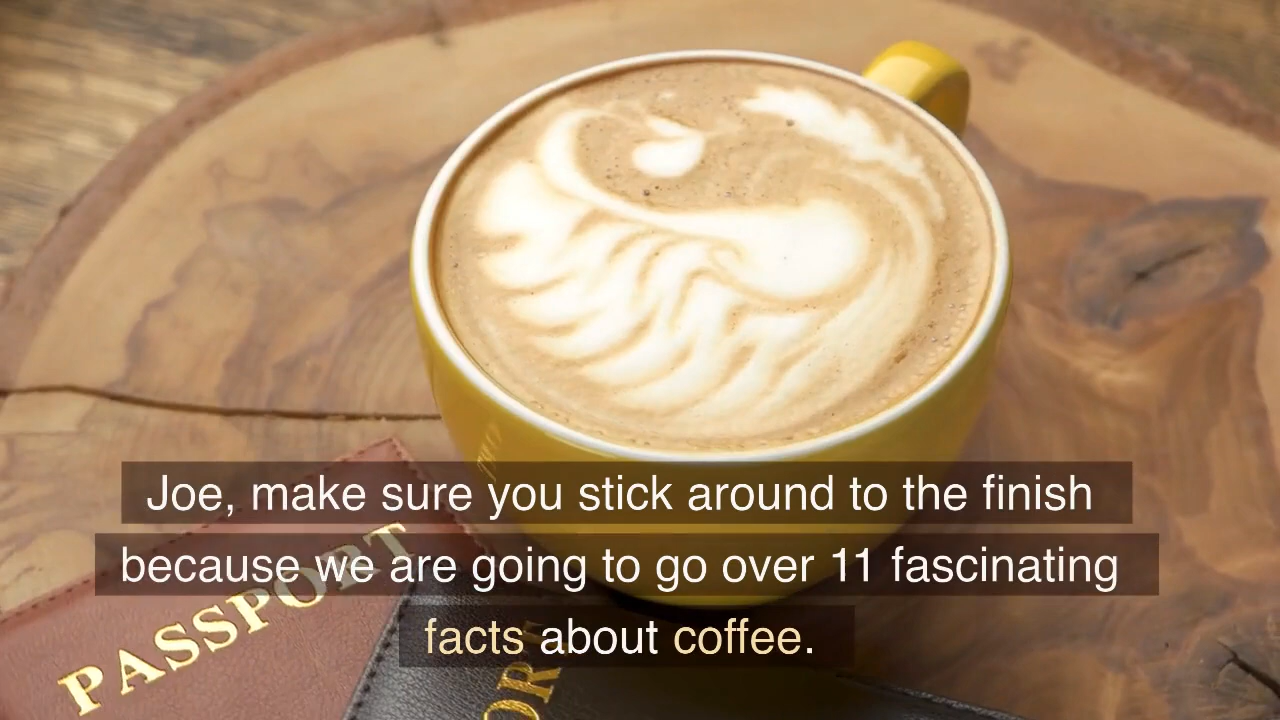 Joe, make sure you stick around to the finish
because we are going to go over 11 fascinating
facts about coffee.
PASSPORT